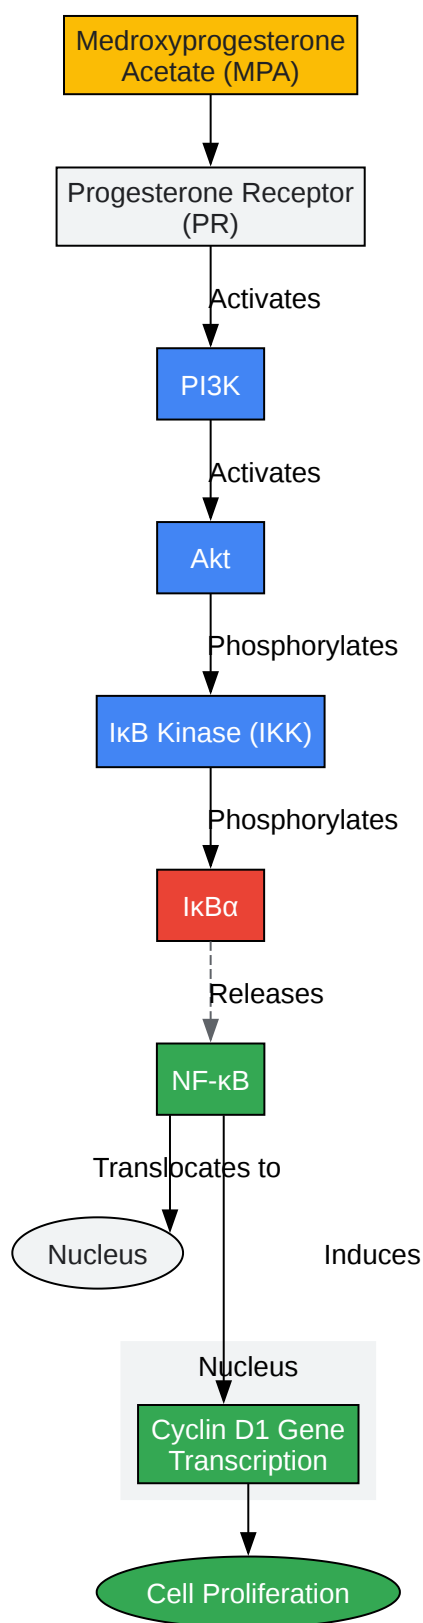 Medroxyprogesterone
Acetate (MPA)
Progesterone Receptor
(PR)
Activates
PI3K
Activates
Akt
Phosphorylates
IκB Kinase (IKK)
Phosphorylates
IκBα
Releases
NF-κB
Translocates to
Nucleus
Induces
Nucleus
Cyclin D1 Gene
Transcription
Cell Proliferation